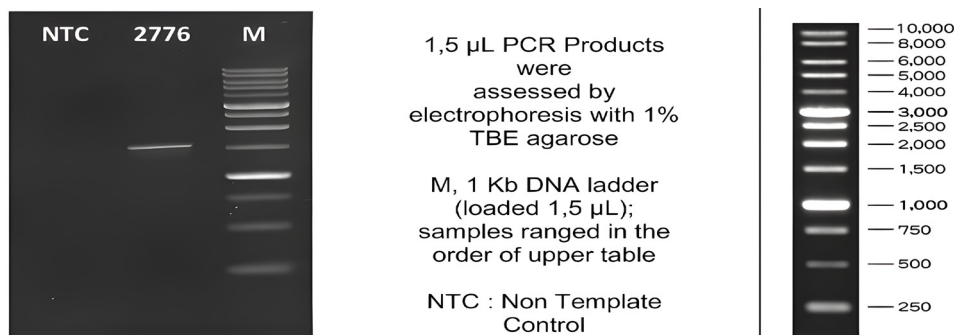 NTC 2776 M
1,5 µL PCR Products
were
assessed by
electrophoresis with 1%
TBE agarose
M, 1 Kb DNA ladder
(loaded 1,5 µL);
samples ranged in the
order of upper table
NTC : Non Template
Control
10,000
8,000
6,000
5,000
4,000
3,000
2,500
2,000
1,500
1,000
750
500
250